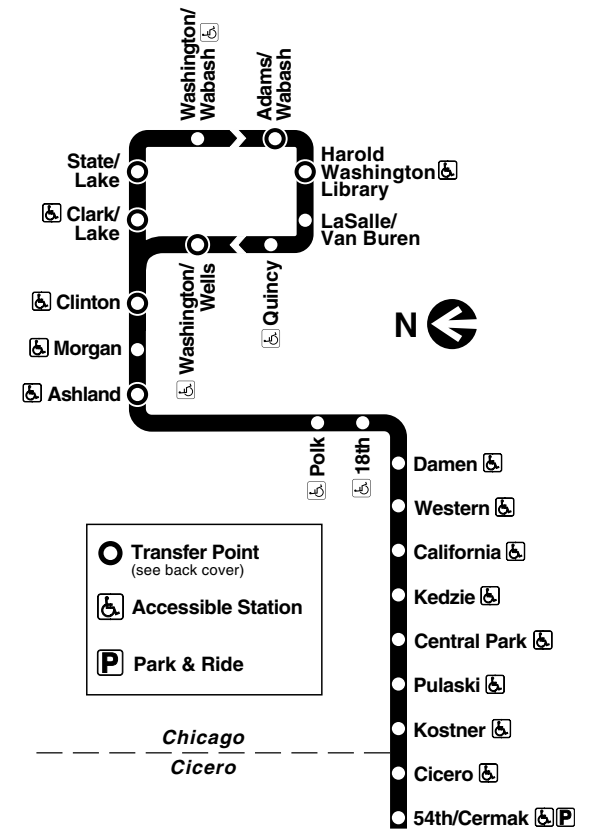 Washington/
Wabash
Adams/
Wabash
State/
Lake
Harold
Washington
Library
Clark/
Lake
LaSalle/
Van Buren
Washington/
Wells
Quincy
Clinton
N
Morgan
Ashland
Polk
18th
Damen
Western
California
Kedzie
Central Park
Pulaski
Kostner
Cicero
54th/Cermak P
Transfer Point
(see back cover)
Accessible Station
P Park & Ride
Chicago
Cicero